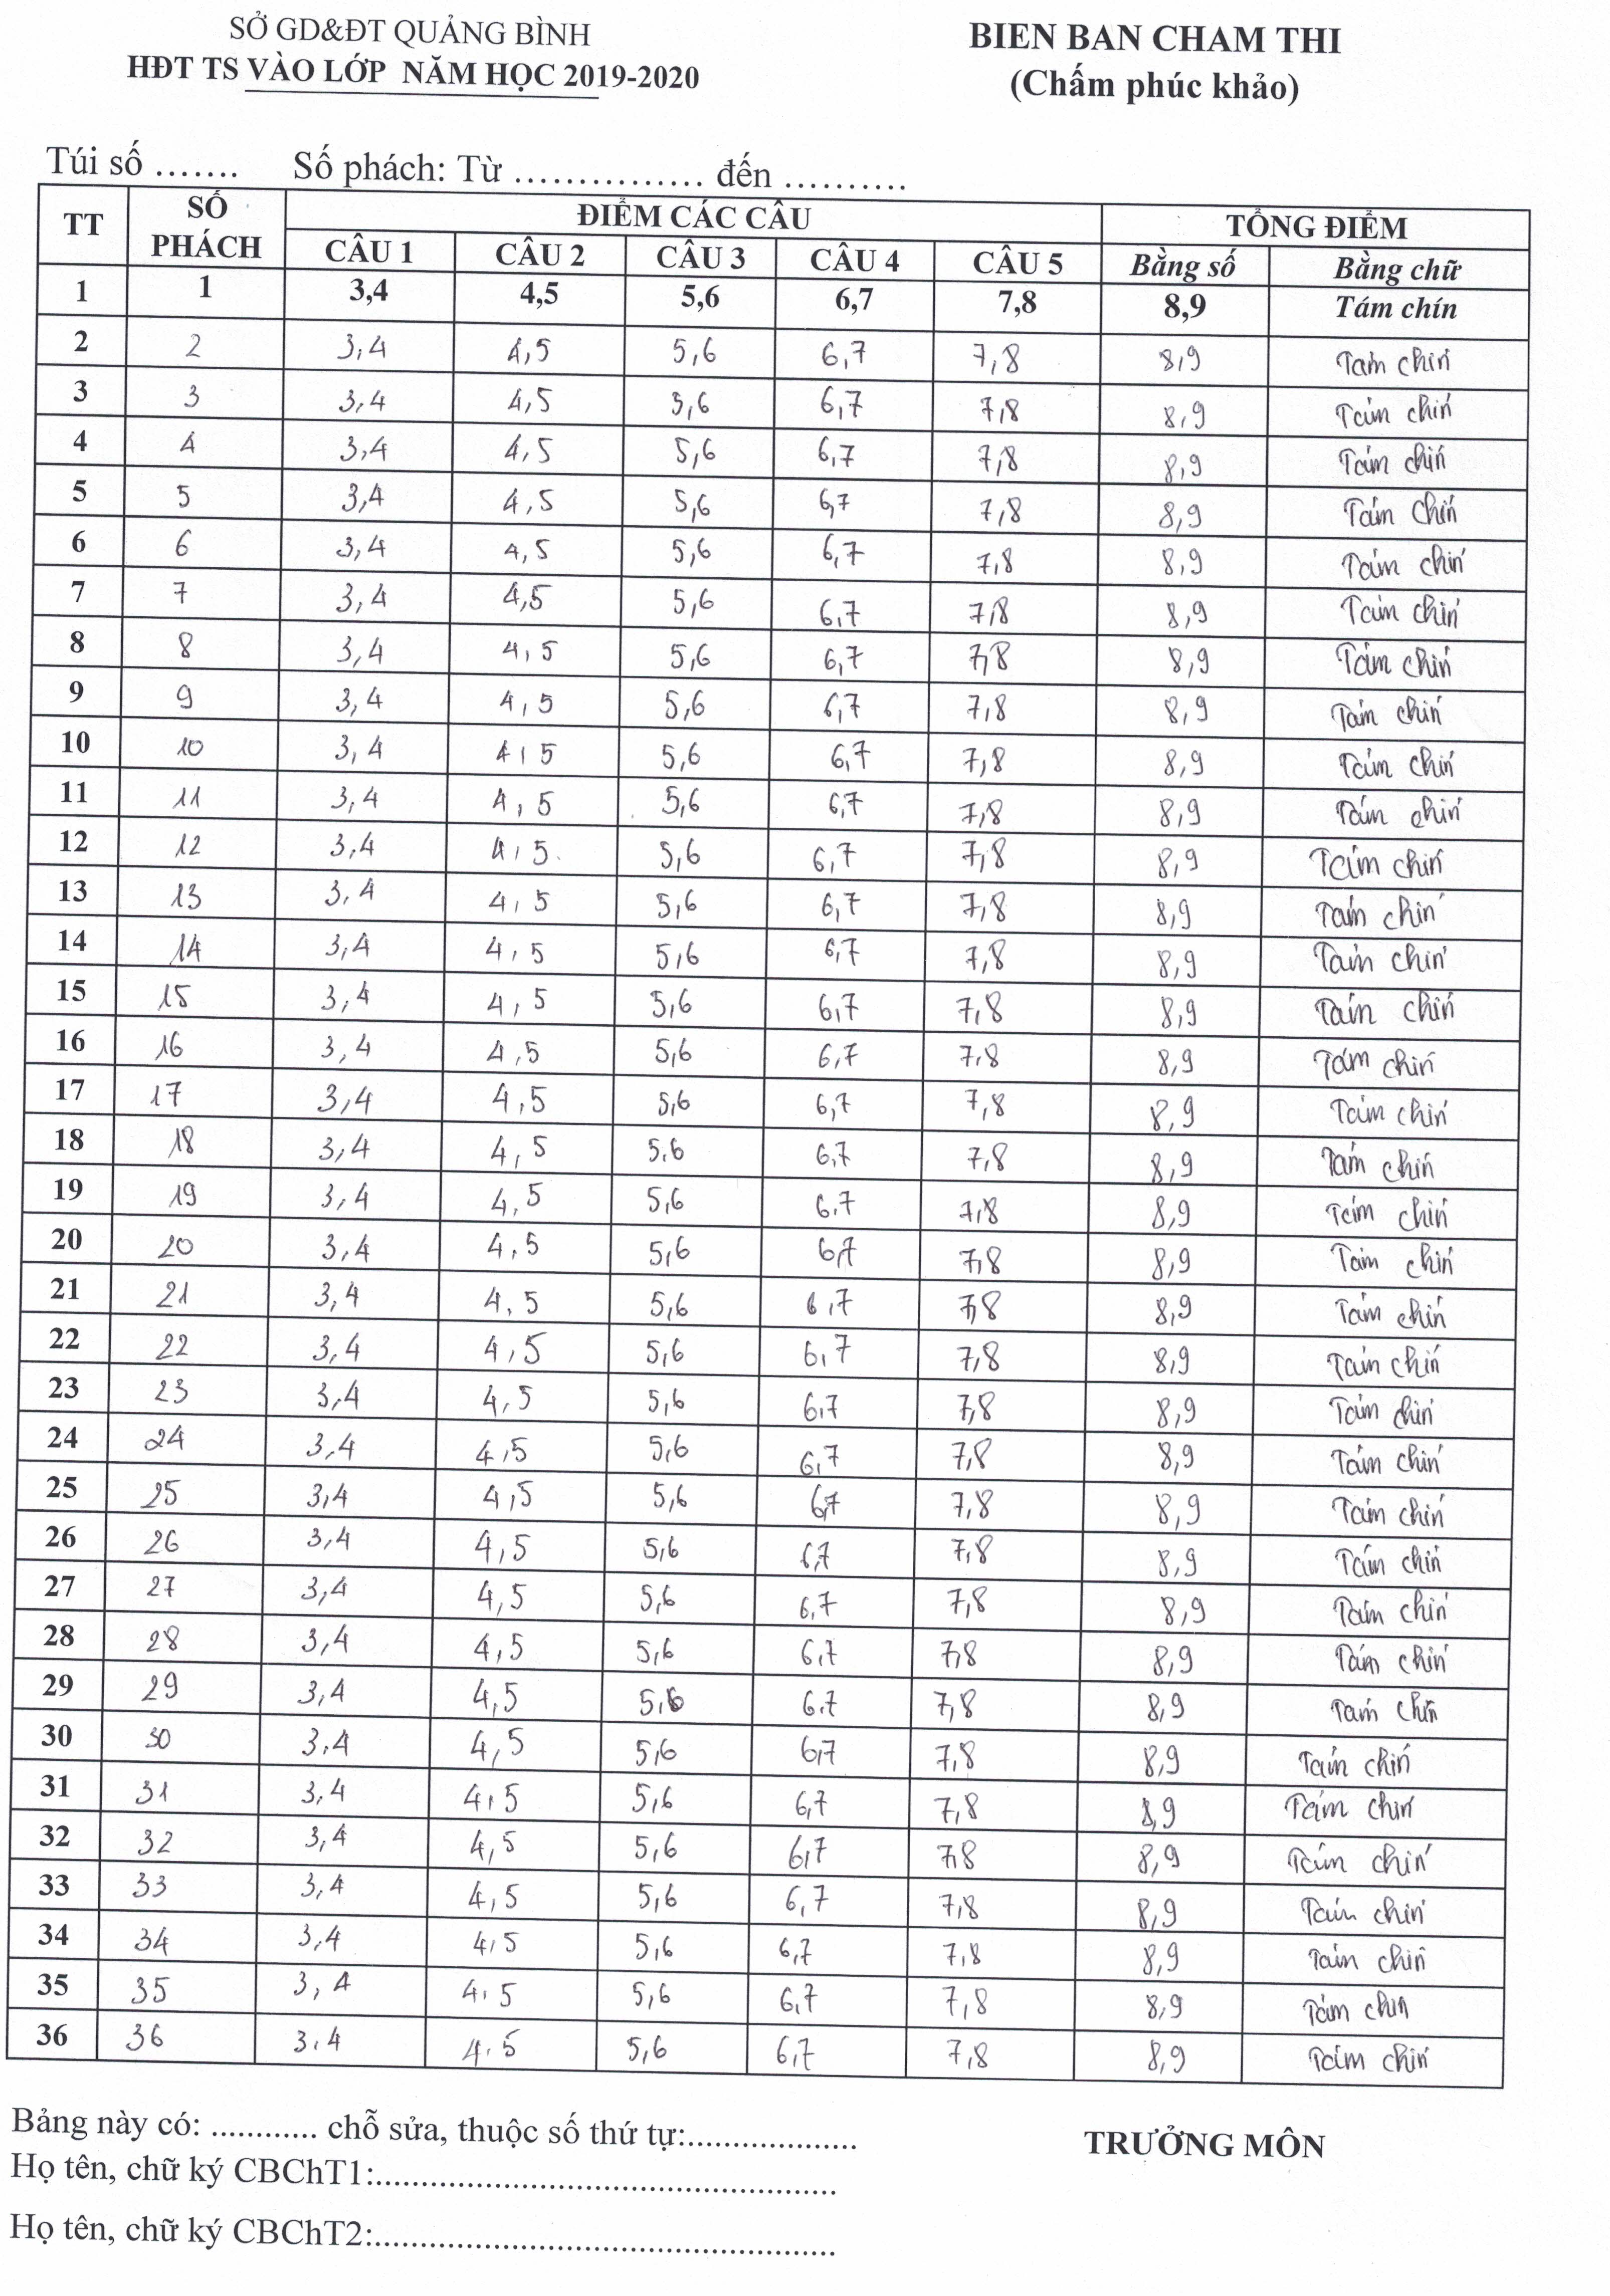 SỞ GD&ĐT QUẢNG BÌNH
HĐT TS VÀO LỚP NĂM HỌC 2019-2020
BIEN BAN CHAM THI
(Chấm phúc khảo)
Túi số ....... Số phách: Từ ............... đến ..........
TT SỐ PHÁCH ĐIỂM CÁC CÂU TỔNG ĐIỂM
CÂU 1 CÂU 2 CÂU 3 CÂU 4 CÂU 5 Bằng số Bằng chữ
1 1 3,4 4,5 5,6 6,7 7,8 8,9 Tám chín
2 2 3,4 4,5 5,6 6,7 7,8 8,9 Tám chín
3 3 3,4 4,5 5,6 6,7 7,8 8,9 Tám chín
4 4 3,4 4,5 5,6 6,7 7,8 8,9 Tám chín
5 5 3,4 4,5 5,6 6,7 7,8 8,9 Tám chín
6 6 3,4 4,5 5,6 6,7 7,8 8,9 Tám chín
7 7 3,4 4,5 5,6 6,7 7,8 8,9 Tám chín
8 8 3,4 4,5 5,6 6,7 7,8 8,9 Tám chín
9 9 3,4 4,5 5,6 6,7 7,8 8,9 Tám chín
10 10 3,4 4,5 5,6 6,7 7,8 8,9 Tám chín
11 11 3,4 4,5 5,6 6,7 7,8 8,9 Tám chín
12 12 3,4 4,5 5,6 6,7 7,8 8,9 Tám chín
13 13 3,4 4,5 5,6 6,7 7,8 8,9 Tám chín
14 14 3,4 4,5 5,6 6,7 7,8 8,9 Tám chín
15 15 3,4 4,5 5,6 6,7 7,8 8,9 Tám chín
16 16 3,4 4,5 5,6 6,7 7,8 8,9 Tám chín
17 17 3,4 4,5 5,6 6,7 7,8 8,9 Tám chín
18 18 3,4 4,5 5,6 6,7 7,8 8,9 Tám chín
19 19 3,4 4,5 5,6 6,7 7,8 8,9 Tám chín
20 20 3,4 4,5 5,6 6,7 7,8 8,9 Tám chín
21 21 3,4 4,5 5,6 6,7 7,8 8,9 Tám chín
22 22 3,4 4,5 5,6 6,7 7,8 8,9 Tám chín
23 23 3,4 4,5 5,6 6,7 7,8 8,9 Tám chín
24 24 3,4 4,5 5,6 6,7 7,8 8,9 Tám chín
25 25 3,4 4,5 5,6 6,7 7,8 8,9 Tám chín
26 26 3,4 4,5 5,6 6,7 7,8 8,9 Tám chín
27 27 3,4 4,5 5,6 6,7 7,8 8,9 Tám chín
28 28 3,4 4,5 5,6 6,7 7,8 8,9 Tám chín
29 29 3,4 4,5 5,6 6,7 7,8 8,9 Tám chín
30 30 3,4 4,5 5,6 6,7 7,8 8,9 Tám chín
31 31 3,4 4,5 5,6 6,7 7,8 8,9 Tám chín
32 32 3,4 4,5 5,6 6,7 7,8 8,9 Tám chín
33 33 3,4 4,5 5,6 6,7 7,8 8,9 Tám chín
34 34 3,4 4,5 5,6 6,7 7,8 8,9 Tám chín
35 35 3,4 4,5 5,6 6,7 7,8 8,9 Tám chín
36 36 3,4 4,5 5,6 6,7 7,8 8,9 Tám chín
Bảng này có: ............ chỗ sửa, thuộc số thứ tự:...................
TRƯỞNG MÔN
Họ tên, chữ ký CBChT1:....................................................
Họ tên, chữ ký CBChT2:....................................................